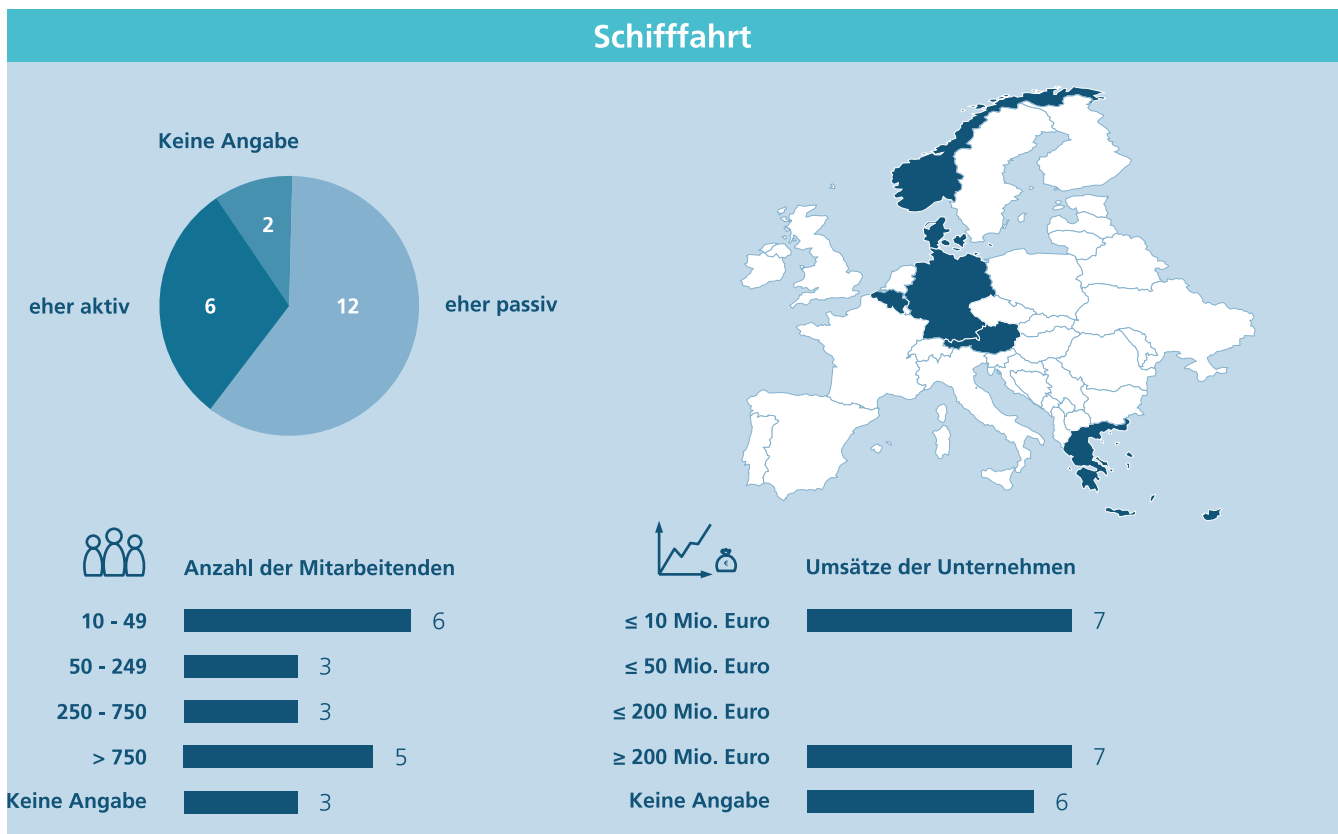 Schifffahrt
Keine Angabe
2
eher aktiv
6
12
eher passiv
Anzahl der Mitarbeitenden
10 - 49 6
50 - 249 3
250 - 750 3
> 750 5
Keine Angabe 3
€
Umsätze der Unternehmen
≤ 10 Mio. Euro 7
≤ 50 Mio. Euro
≤ 200 Mio. Euro
≥ 200 Mio. Euro 7
Keine Angabe 6